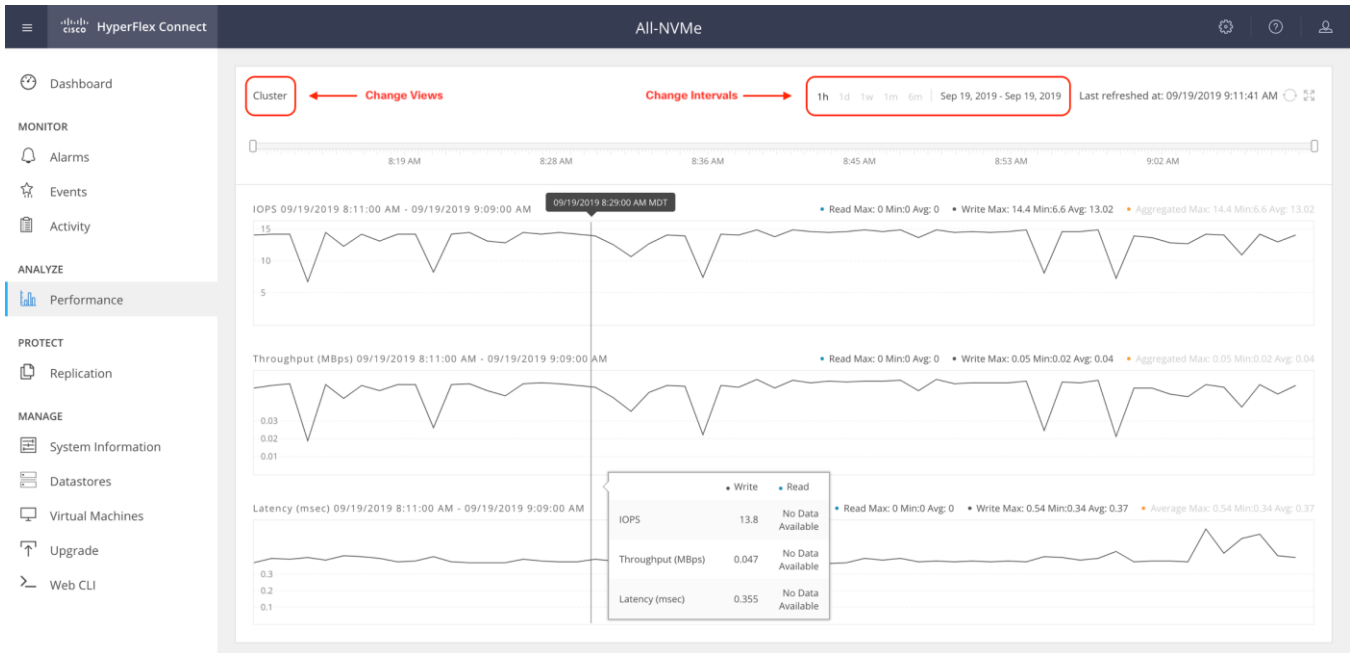 cisco HyperFlex Connect
All-NVMe
Dashboard
MONITOR
Alarms
Events
Activity
ANALYZE
Performance
PROTECT
Replication
MANAGE
System Information
Datastores
Virtual Machines
Upgrade
Web CLI
Cluster
Change Views
Change Intervals
1h 1d 1w 1m 6m Sep 19, 2019 - Sep 19, 2019
Last refreshed at: 09/19/2019 9:11:41 AM
8:19 AM 8:28 AM 8:36 AM 8:45 AM 8:53 AM 9:02 AM
09/19/2019 8:29:00 AM MDT
IOPS 09/19/2019 8:11:00 AM - 09/19/2019 9:09:00 AM
• Read Max: 0 Min:0 Avg: 0 • Write Max: 14.4 Min:6.6 Avg: 13.02 • Aggregated Max: 14.4 Min:6.6 Avg: 13.02
15
10
5
Throughput (MBps) 09/19/2019 8:11:00 AM - 09/19/2019 9:09:00 AM
• Read Max: 0 Min:0 Avg: 0 • Write Max: 0.05 Min:0.02 Avg: 0.04 • Aggregated Max: 0.05 Min:0.02 Avg: 0.04
0.03
0.02
0.01
Latency (msec) 09/19/2019 8:11:00 AM - 09/19/2019 9:09:00 AM
• Read Max: 0 Min:0 Avg: 0 • Write Max: 0.54 Min:0.34 Avg: 0.37 • Average Max: 0.54 Min:0.34 Avg: 0.37
0.3
0.2
0.1
• Write • Read
IOPS 13.8 No Data Available
Throughput (MBps) 0.047 No Data Available
Latency (msec) 0.355 No Data Available